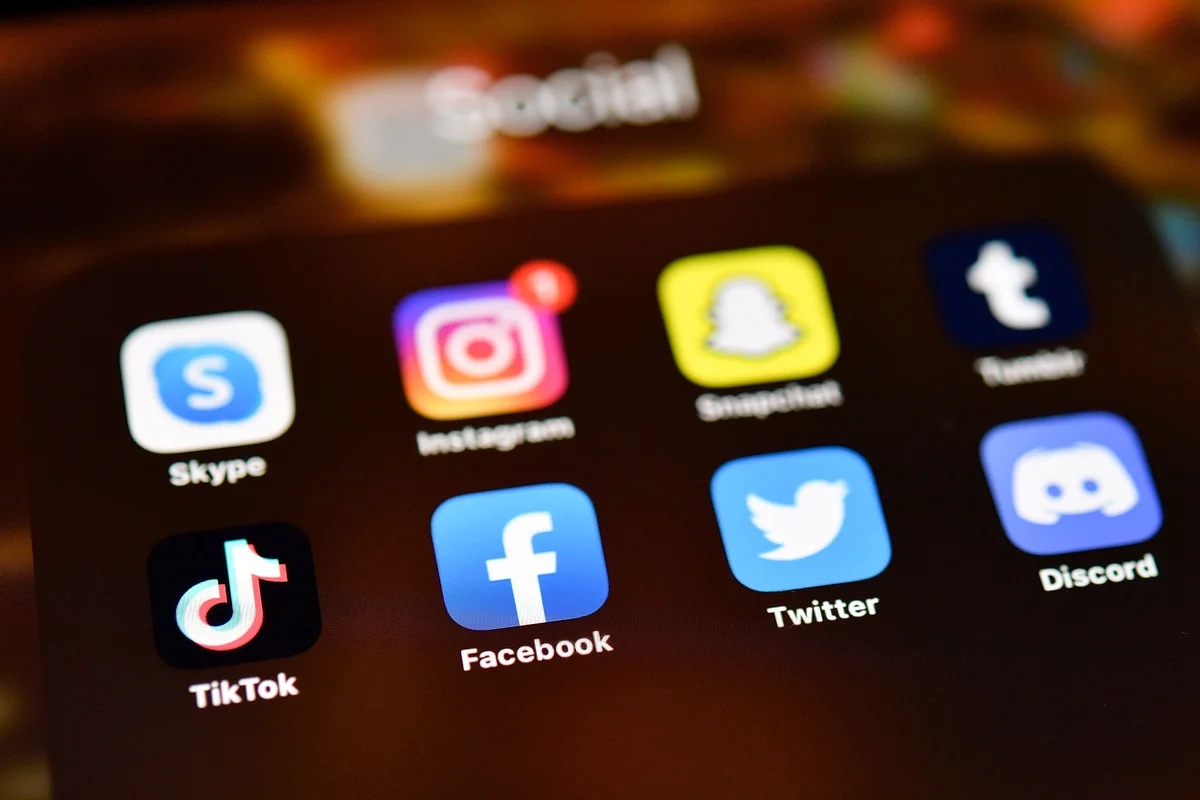 Social
Skype
Instagram
Snapchat
Tumblr
TikTok
Facebook
Twitter
Discord